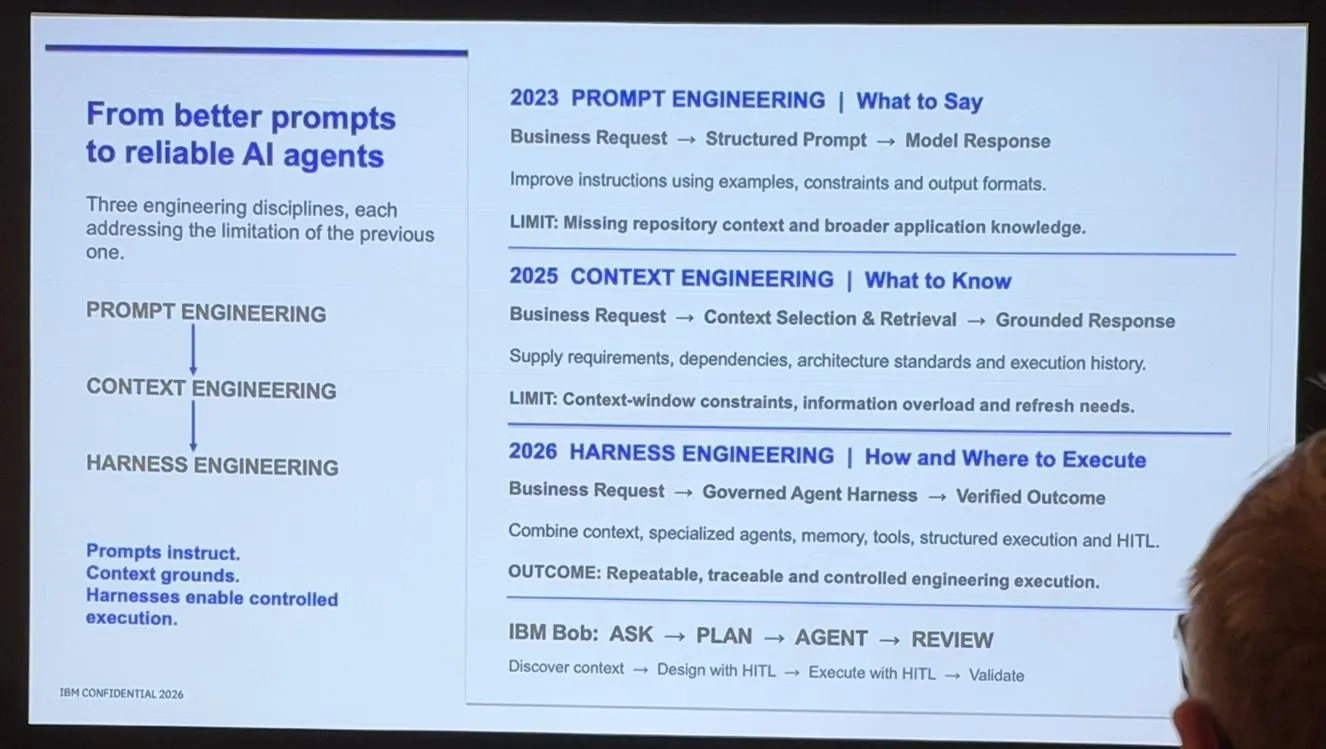 From better prompts
to reliable AI agents
Three engineering disciplines, each
addressing the limitation of the previous
one.
PROMPT ENGINEERING
CONTEXT ENGINEERING
HARNESS ENGINEERING
Prompts instruct.
Context grounds.
Harnesses enable controlled
execution.
IBM CONFIDENTIAL 2026
2023 PROMPT ENGINEERING | What to Say
Business Request → Structured Prompt → Model Response
Improve instructions using examples, constraints and output formats.
LIMIT: Missing repository context and broader application knowledge.
2025 CONTEXT ENGINEERING | What to Know
Business Request → Context Selection & Retrieval → Grounded Response
Supply requirements, dependencies, architecture standards and execution history.
LIMIT: Context-window constraints, information overload and refresh needs.
2026 HARNESS ENGINEERING | How and Where to Execute
Business Request → Governed Agent Harness → Verified Outcome
Combine context, specialized agents, memory, tools, structured execution and HITL.
OUTCOME: Repeatable, traceable and controlled engineering execution.
IBM Bob: ASK → PLAN → AGENT → REVIEW
Discover context → Design with HITL → Execute with HITL → Validate